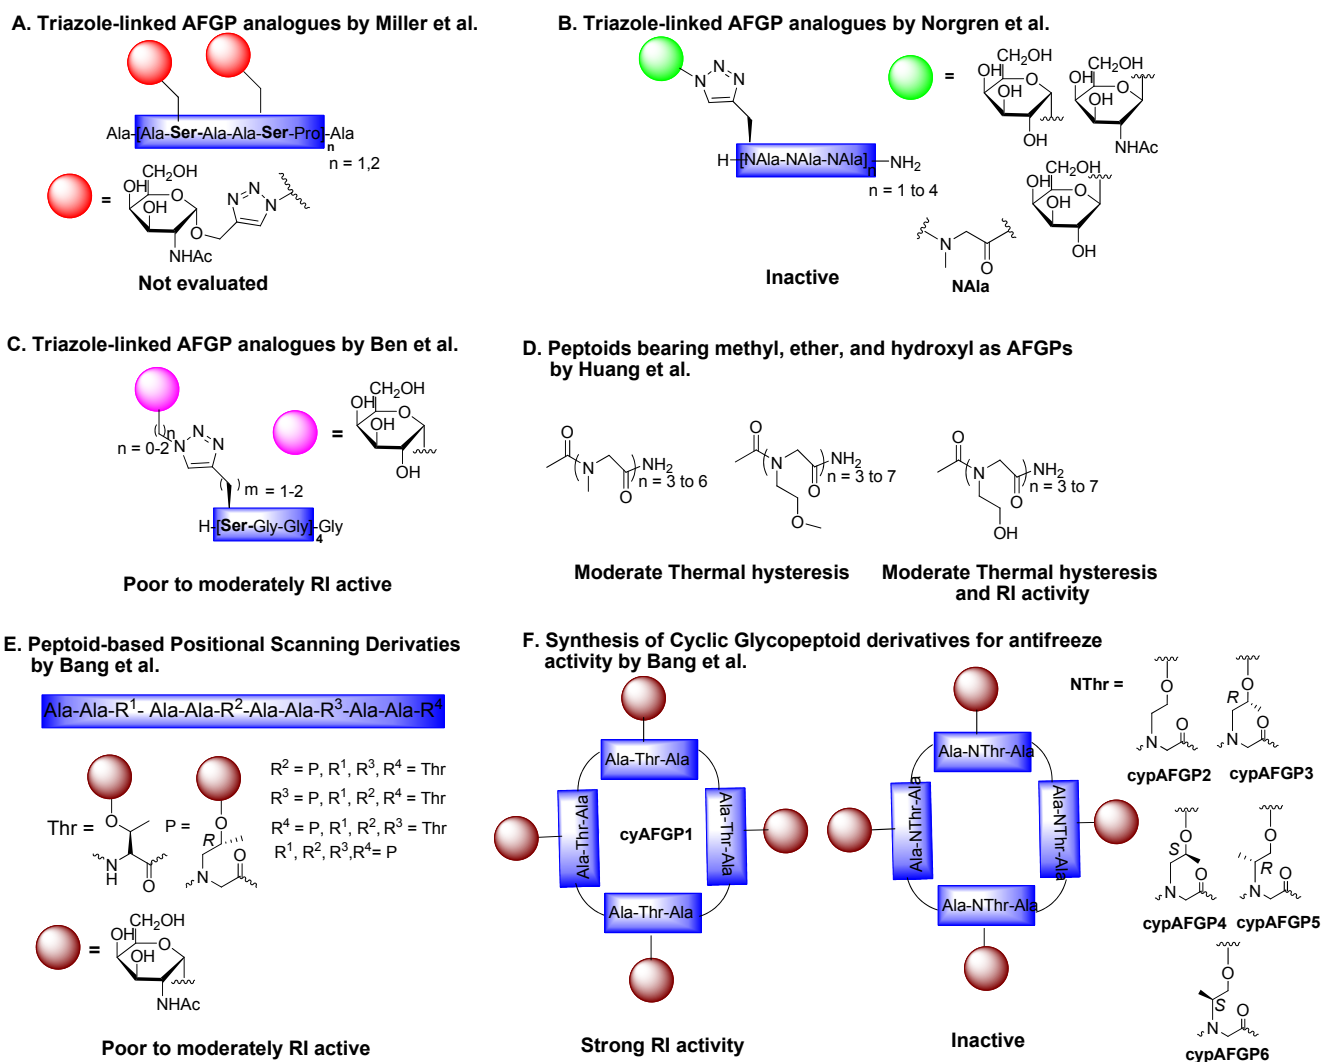 A. Triazole-linked AFGP analogues by Miller et al.
Ala-[Ala-Ser-Ala-Ala-Ser-Pro]-Ala
n
n = 1,2
=
CH2OH
OH
O
OH
O
NHAc
N N
N
Not evaluated
B. Triazole-linked AFGP analogues by Norgren et al.
N
N
N
H-[NAla-NAla-NAla]-NH2
n
n = 1 to 4
=
CH2OH
OH
O
OH
OH
CH2OH
OH
O
OH
NHAc
CH2OH
OH
O
OH
OH
N
O
NAla
Inactive
C. Triazole-linked AFGP analogues by Ben et al.
( )n
n = 0-2
N N
N
( )m = 1-2
H-[Ser-Gly-Gly]-Gly
4
=
CH2OH
OH
O
OH
OH
Poor to moderately RI active
D. Peptoids bearing methyl, ether, and hydroxyl as AFGPs
by Huang et al.
O
( N
O
) NH2
n = 3 to 6
O
( N
O
) NH2
n = 3 to 7
O
O
( N
O
) NH2
n = 3 to 7
OH
Moderate Thermal hysteresis
Moderate Thermal hysteresis
and RI activity
E. Peptoid-based Positional Scanning Derivaties
by Bang et al.
Ala-Ala-R1- Ala-Ala-R2-Ala-Ala-R3-Ala-Ala-R4
Thr =
O
N
H
O
P =
O
R
N
O
R2 = P, R1, R3, R4 = Thr
R3 = P, R1, R2, R4 = Thr
R4 = P, R1, R2, R3 = Thr
R1, R2, R3,R4= P
=
CH2OH
OH
O
OH
NHAc
Poor to moderately RI active
F. Synthesis of Cyclic Glycopeptoid derivatives for antifreeze
activity by Bang et al.
Ala-Thr-Ala
Ala-Thr-Ala
cyAFGP1
Ala-Thr-Ala
Ala-Thr-Ala
Strong RI activity
Ala-NThr-Ala
Ala-NThr-Ala
Ala-NThr-Ala
Ala-NThr-Ala
Inactive
NThr =
O
N
O
cypAFGP2
O
R
N
O
cypAFGP3
O
S
N
O
cypAFGP4
O
R
N
O
cypAFGP5
O
S
N
O
cypAFGP6